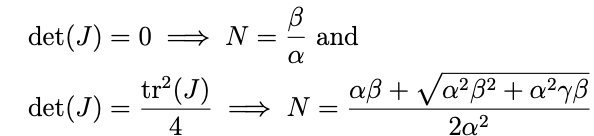 det(J) = 0 ⟹ N = β/α and
det(J) = tr²(J)/4 ⟹ N = (αβ + √(α²β² + α²γβ))/(2α²)